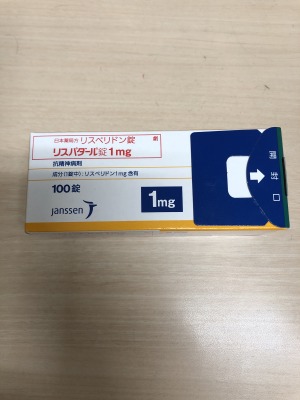 日本薬局方 リスペリドン錠 劇
リスパダール錠1mg
抗精神病剤
成分(1錠中):リスペリドン1mg含有
100錠
janssen
1mg
開封口